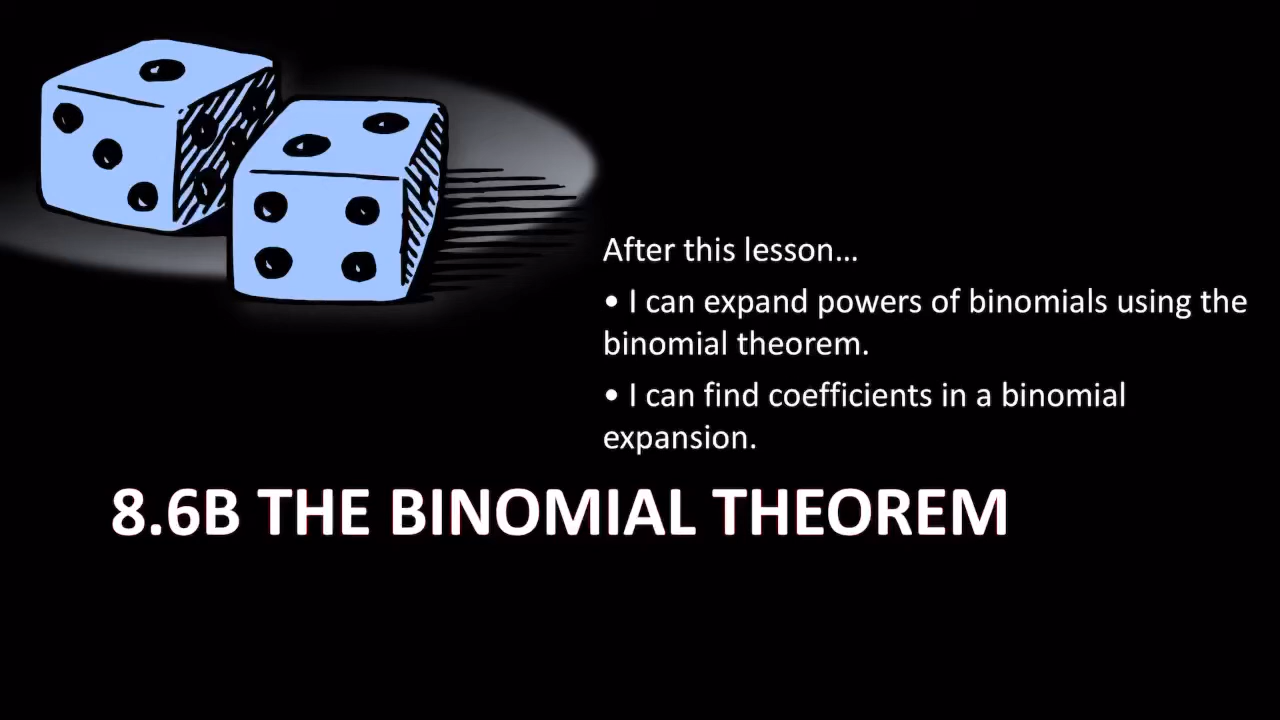 After this lesson…
• I can expand powers of binomials using the
binomial theorem.
• I can find coefficients in a binomial
expansion.
8.6B THE BINOMIAL THEOREM